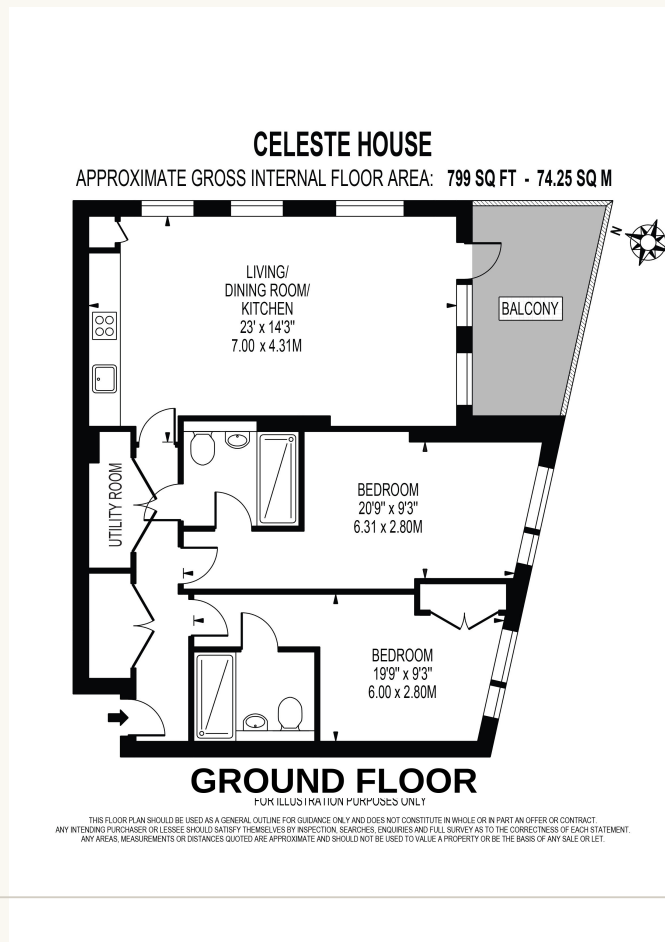 CELESTE HOUSE
APPROXIMATE GROSS INTERNAL FLOOR AREA: 799 SQ FT - 74.25 SQ M
N
LIVING/
DINING ROOM/
KITCHEN
23' x 14'3"
7.00 x 4.31M
BALCONY
UTILITY ROOM
BEDROOM
20'9" x 9'3"
6.31 x 2.80M
BEDROOM
19'9" x 9'3"
6.00 x 2.80M
GROUND FLOOR
FOR ILLUSTRATION PURPOSES ONLY
THIS FLOOR PLAN SHOULD BE USED AS A GENERAL OUTLINE FOR GUIDANCE ONLY AND DOES NOT CONSTITUTE IN WHOLE OR IN PART AN OFFER OR CONTRACT.
ANY INTENDING PURCHASER OR LESSEE SHOULD SATISFY THEMSELVES BY INSPECTION, SEARCHES, ENQUIRIES AND FULL SURVEY AS TO THE CORRECTNESS OF EACH STATEMENT.
ANY AREAS, MEASUREMENTS OR DISTANCES QUOTED ARE APPROXIMATE AND SHOULD NOT BE USED TO VALUE A PROPERTY OR BE THE BASIS OF ANY SALE OR LET.